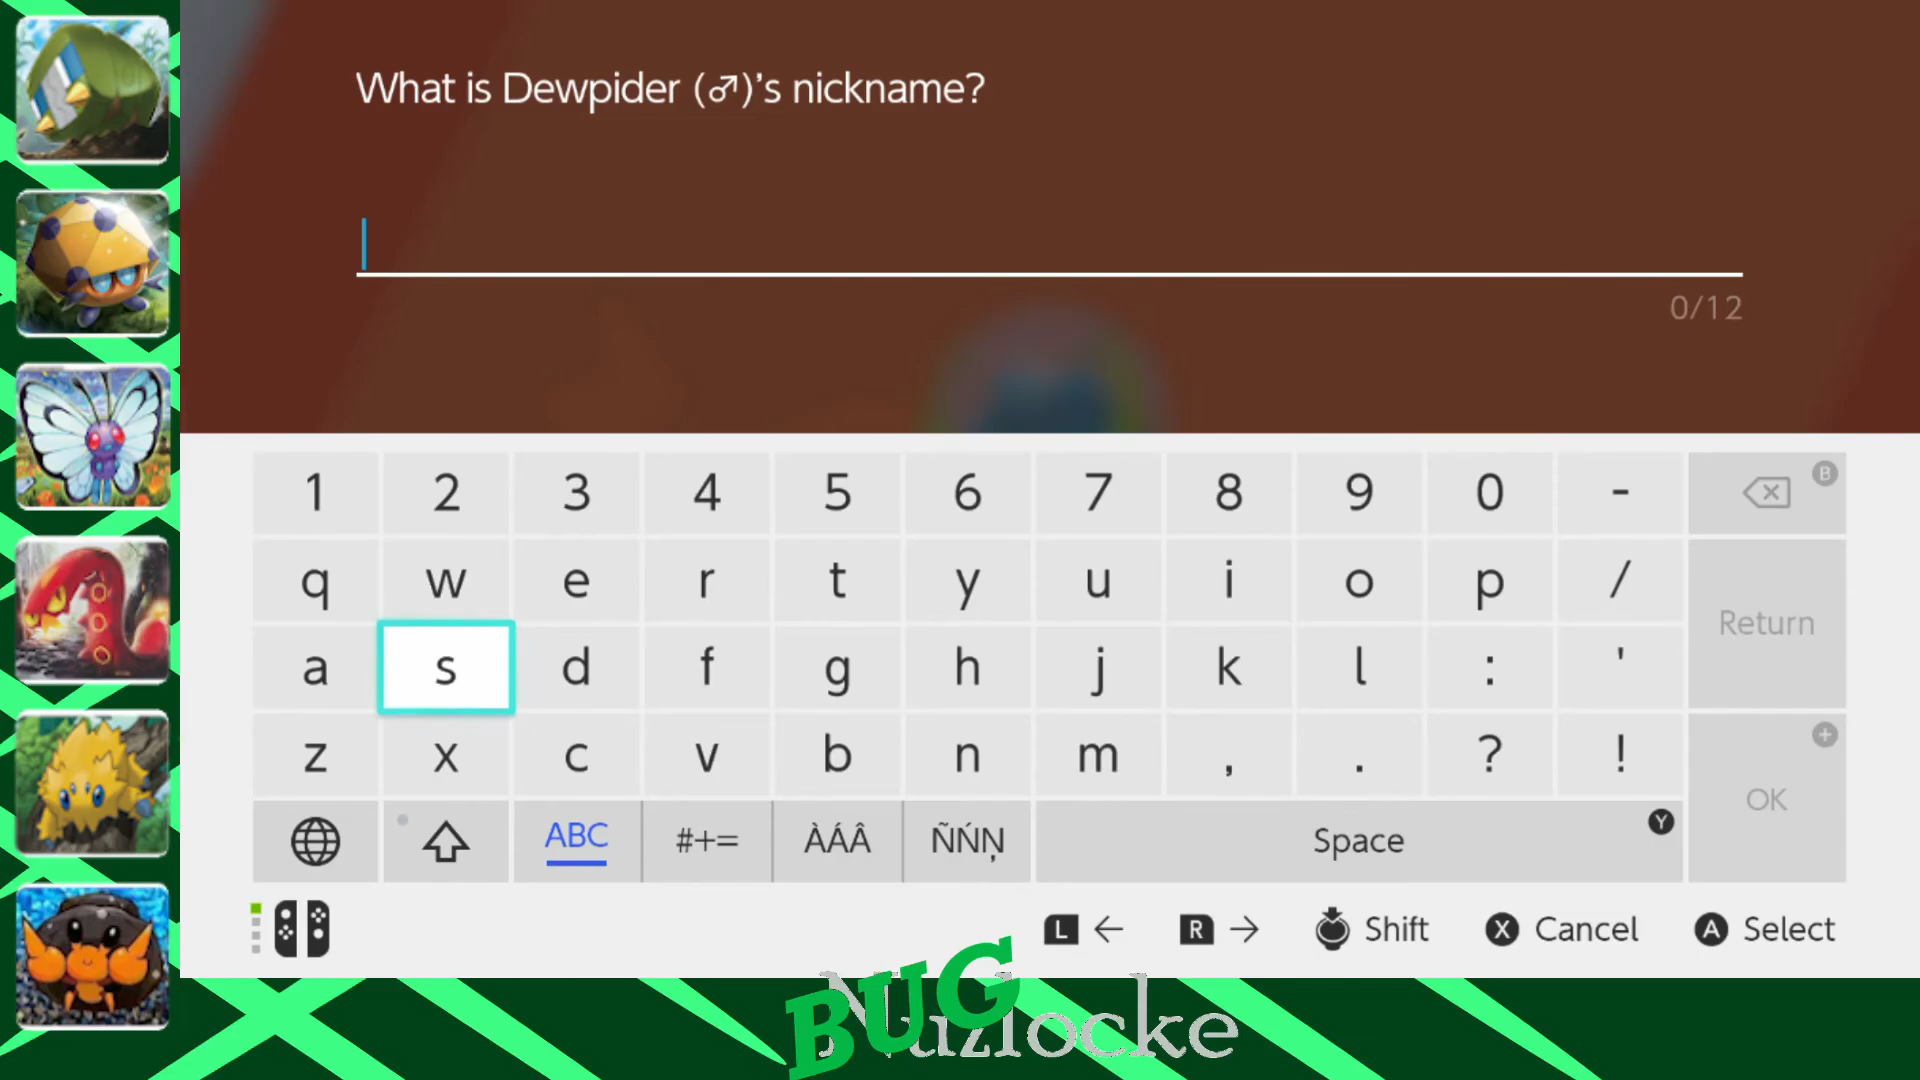 What is Dewpider (♂)'s nickname?
0/12
1 2 3 4 5 6 7 8 9 0 -
B
q w e r t y u i o p /
Return
a s d f g h j k l : '
z x c v b n m , . ? !
+
OK
ABC #+= ÀÁÂ ÑŃŅ Space Y
L ← R → Shift X Cancel A Select
BUG
Nuzlocke